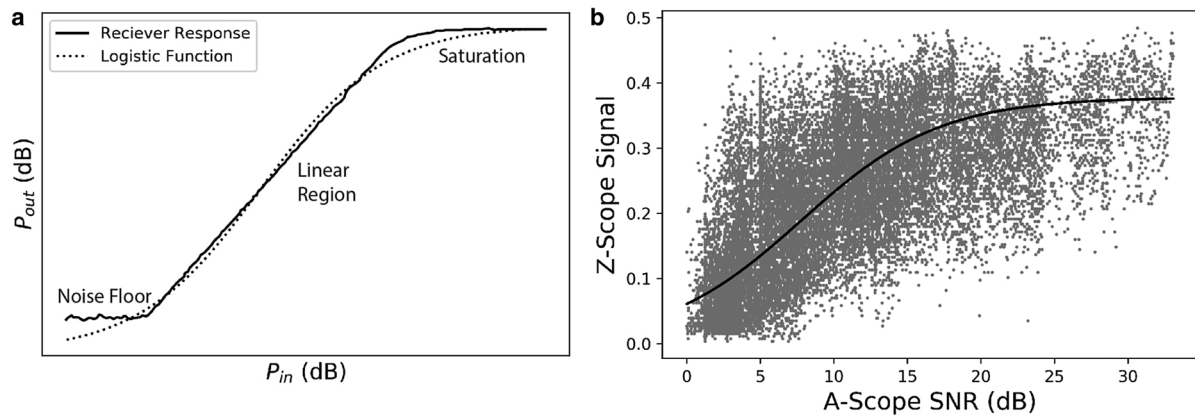 a
Reciever Response
Logistic Function
Saturation
Linear
Region
Noise Floor
P_out (dB)
P_in (dB)
b
0.5
0.4
0.3
0.2
0.1
0.0
Z-Scope Signal
0 5 10 15 20 25 30
A-Scope SNR (dB)